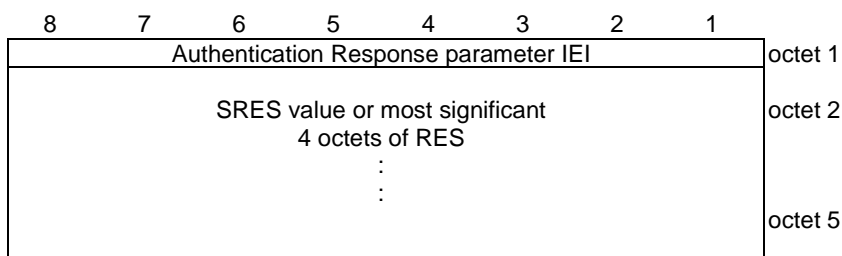 8 7 6 5 4 3 2 1
Authentication Response parameter IEI octet 1
SRES value or most significant octet 2
4 octets of RES
:
:
octet 5